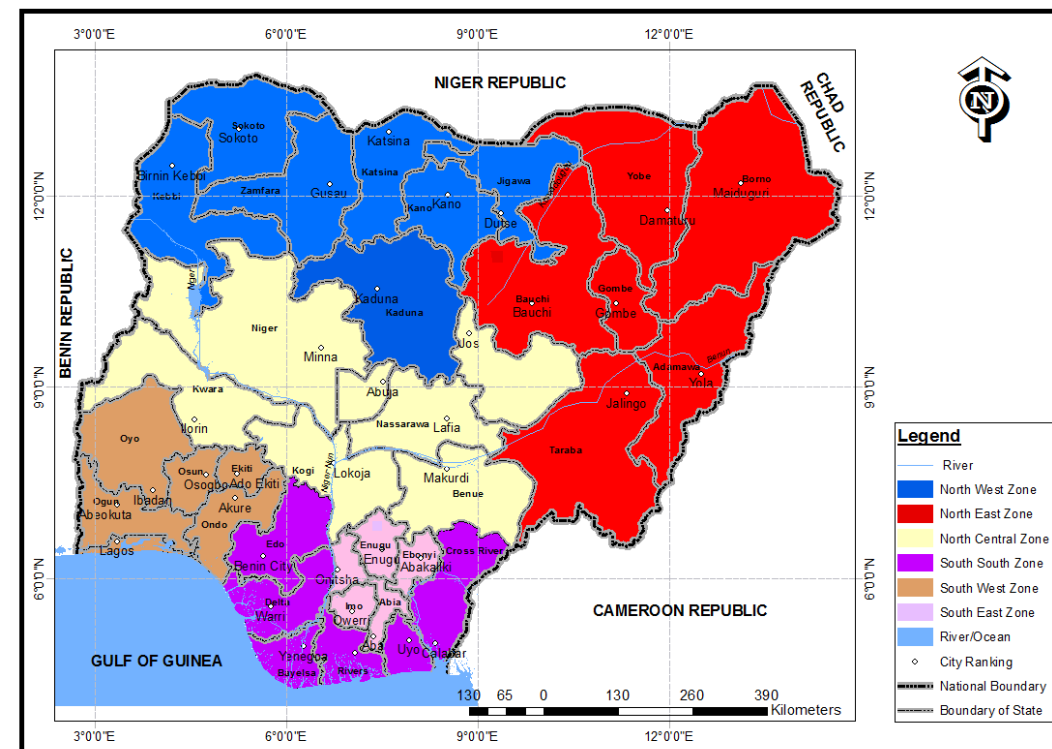 3°0'0"E 6°0'0"E 9°0'0"E 12°0'0"E
NIGER REPUBLIC
CHAD REPUBLIC
N
12°0'0"N
9°0'0"N
6°0'0"N
12°0'0"N
9°0'0"N
6°0'0"N
BENIN REPUBLIC
Sokoto
Sokoto
Katsina
Birnin Kebbi
Kebbi
Zamfara
Gusau
Katsina
Kano
Kano
Jigawa
Dutse
Yobe
Damaturu
Borno
Maiduguri
Niger
Kaduna
Kaduna
Bauchi
Bauchi
Gombe
Gombe
Niger
Minna
Jos
Abuja
Adamawa
Benue
Yola
Jalingo
Kwara
Ilorin
Nassarawa
Lafia
Taraba
Oyo
Kogi
Lokoja
Makurdi
Benue
Osun
Osogbo
Ekiti
Ado Ekiti
Ibadan
Ogun
Abeokuta
Akure
Ondo
Lagos
Edo
Benin City
Enugu
Enugu
Ebonyi
Abakaliki
Cross River
Onitsha
Imo
Owerri
Abia
Aba
Delta
Warri
Uyo
Calabar
Yenegoa
Bayelsa
Rivers
GULF OF GUINEA
CAMEROON REPUBLIC
130 65 0 130 260 390
Kilometers
3°0'0"E 6°0'0"E 9°0'0"E 12°0'0"E
Legend
River
North West Zone
North East Zone
North Central Zone
South South Zone
South West Zone
South East Zone
River/Ocean
City Ranking
National Boundary
Boundary of State